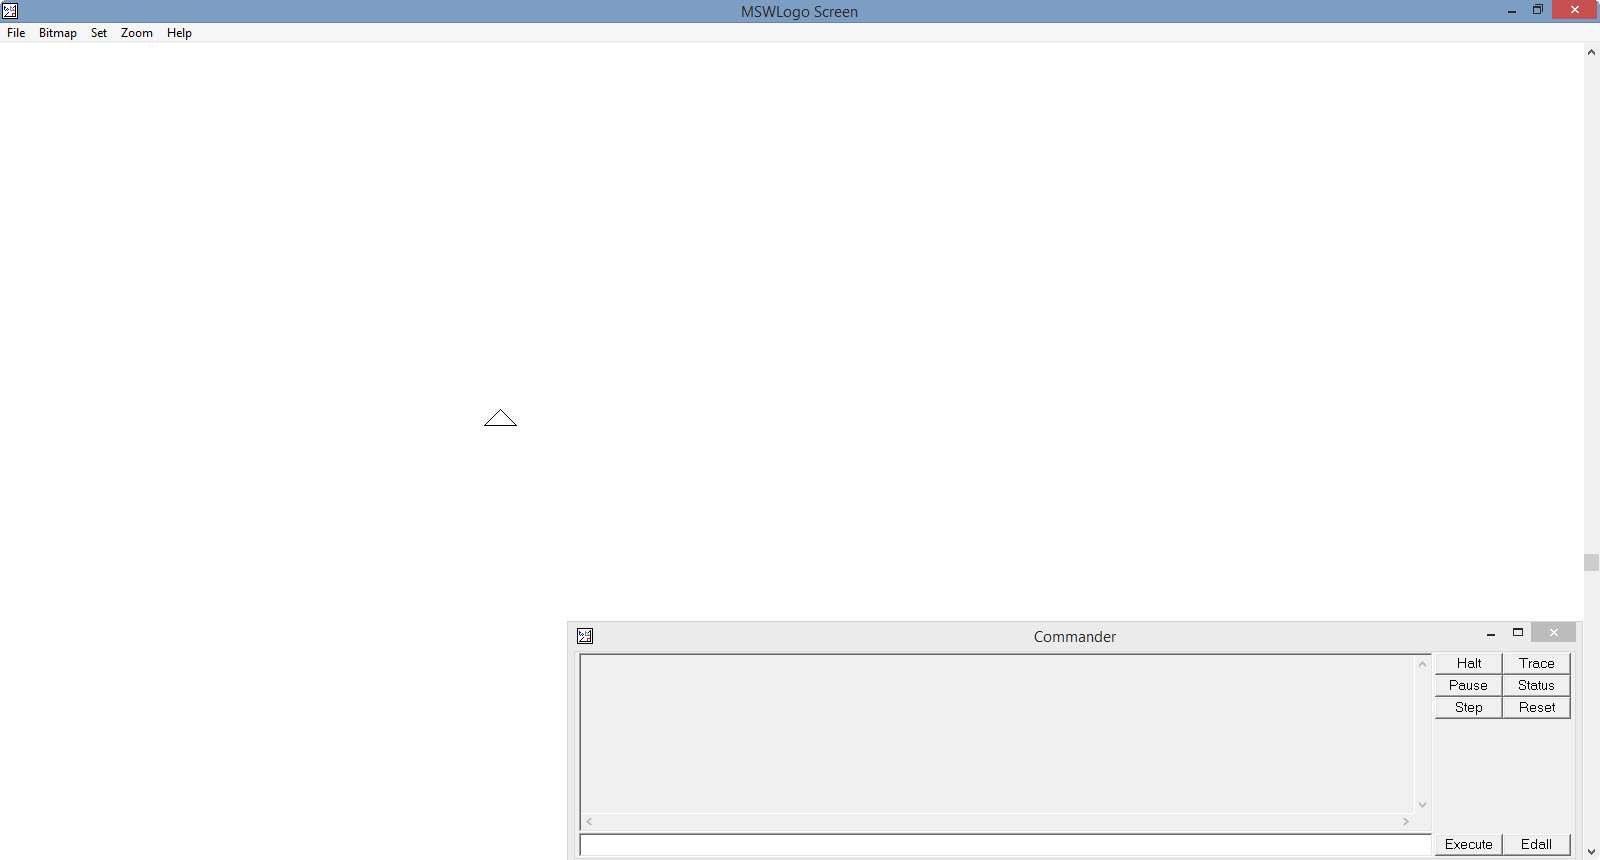 MSWLogo Screen
File Bitmap Set Zoom Help
Commander
Halt Trace
Pause Status
Step Reset
Execute Edall